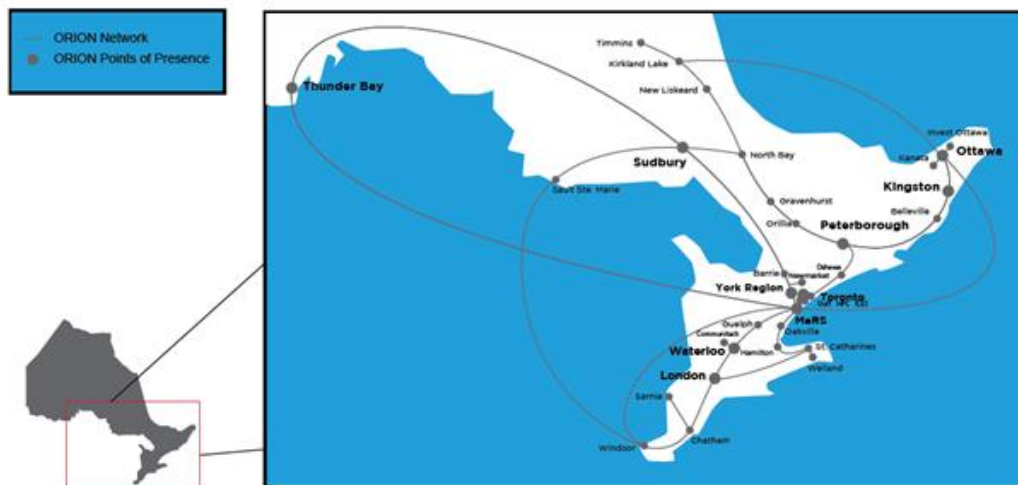 ORION Network
ORION Points of Presence
Timmins
Kirkland Lake
Thunder Bay
New Liskeard
Invest Ottawa
Ottawa
Kanata
Sudbury
North Bay
Sault Ste. Marie
Kingston
Gravenhurst
Belleville
Orillia
Peterborough
Oshawa
Barrie
Newmarket
York Region
Toronto
MaRS
Guelph
Oakville
Communitech
Waterloo
Hamilton
St. Catharines
Welland
London
Sarnia
Chatham
Windsor